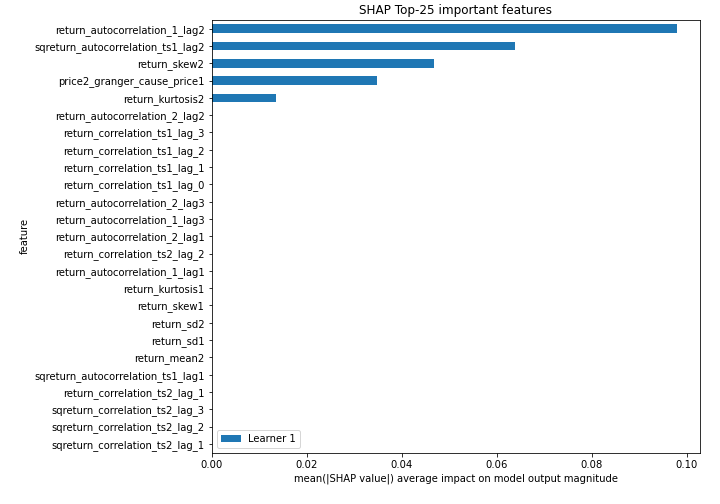 SHAP Top-25 important features
return_autocorrelation_1_lag2
sqreturn_autocorrelation_ts1_lag2
return_skew2
price2_granger_cause_price1
return_kurtosis2
return_autocorrelation_2_lag2
return_correlation_ts1_lag_3
return_correlation_ts1_lag_2
return_correlation_ts1_lag_1
return_correlation_ts1_lag_0
return_autocorrelation_2_lag3
return_autocorrelation_1_lag3
return_autocorrelation_2_lag1
return_correlation_ts2_lag_2
return_autocorrelation_1_lag1
return_kurtosis1
return_skew1
return_sd2
return_sd1
return_mean2
sqreturn_autocorrelation_ts1_lag1
return_correlation_ts2_lag_1
sqreturn_correlation_ts2_lag_3
sqreturn_correlation_ts2_lag_2
sqreturn_correlation_ts2_lag_1
feature
Learner 1
0.00 0.02 0.04 0.06 0.08 0.10
mean(|SHAP value|) average impact on model output magnitude